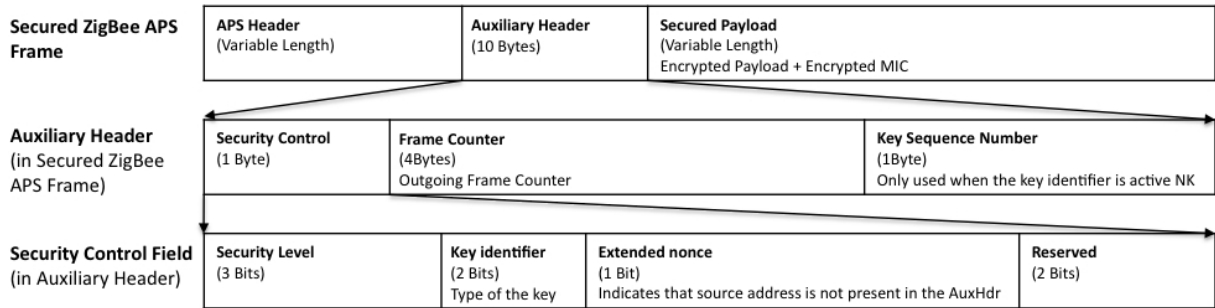 Secured ZigBee APS
Frame
APS Header
(Variable Length)
Auxiliary Header
(10 Bytes)
Secured Payload
(Variable Length)
Encrypted Payload + Encrypted MIC
Auxiliary Header
(in Secured ZigBee
APS Frame)
Security Control
(1 Byte)
Frame Counter
(4Bytes)
Outgoing Frame Counter
Key Sequence Number
(1Byte)
Only used when the key identifier is active NK
Security Control Field
(in Auxiliary Header)
Security Level
(3 Bits)
Key identifier
(2 Bits)
Type of the key
Extended nonce
(1 Bit)
Indicates that source address is not present in the AuxHdr
Reserved
(2 Bits)